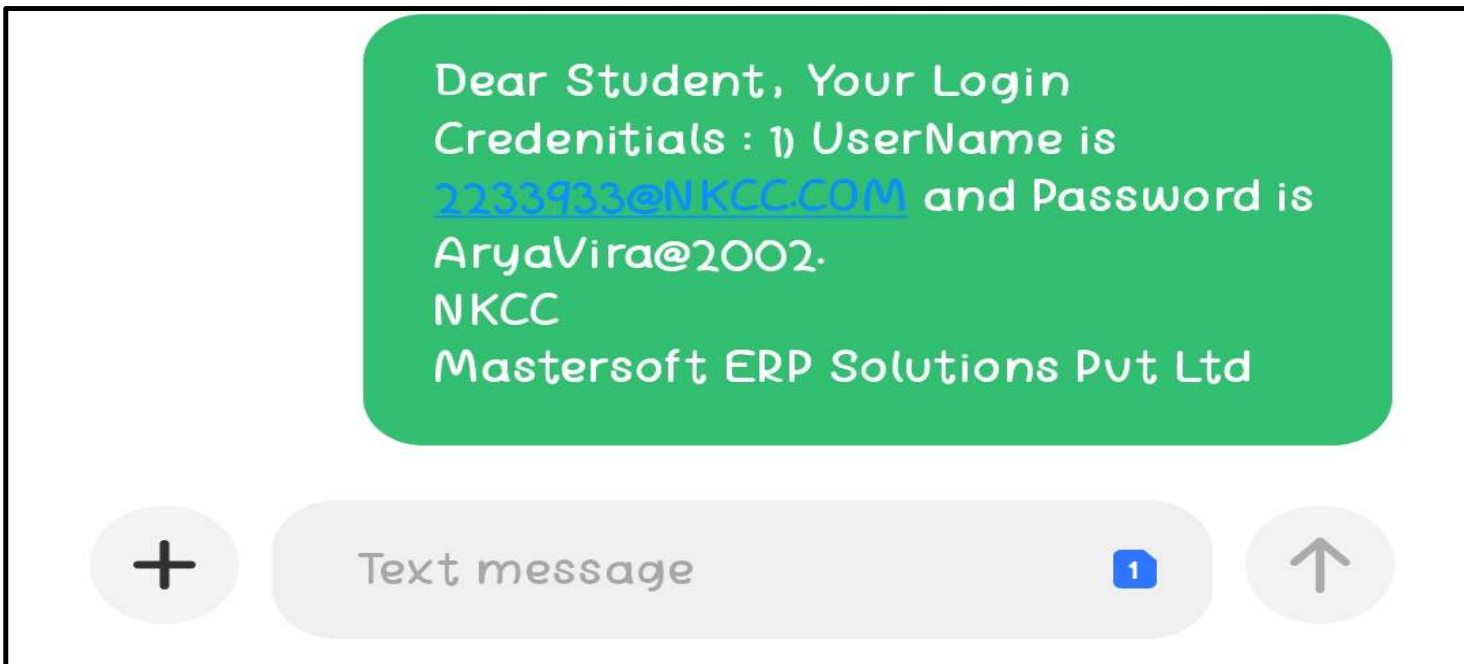 Dear Student, Your Login
Credenitials : 1) UserName is
2233933@NKCC.COM and Password is
AryaVira@2002.
NKCC
Mastersoft ERP Solutions Pvt Ltd
Text message
1